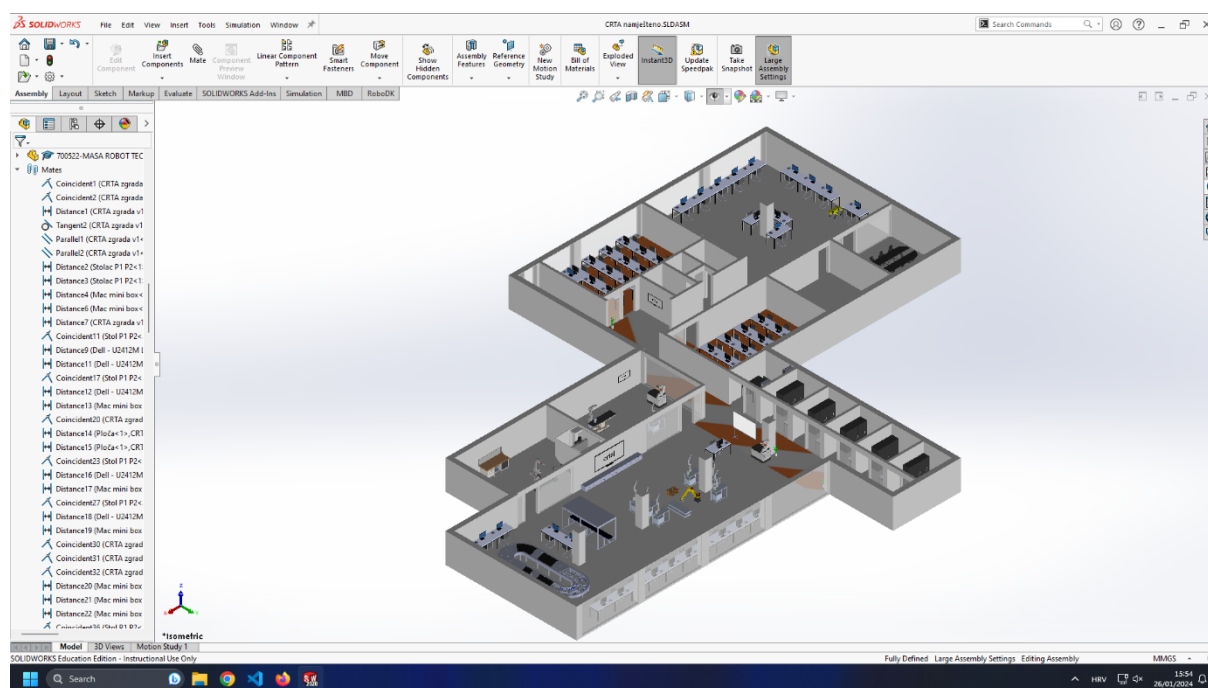 SOLIDWORKS File Edit View Insert Tools Simulation Window CRTA namješteno.SLDASM Search Commands
Edit Component
Insert Components
Mate
Component Preview Window
Linear Component Pattern
Smart Fasteners
Move Component
Show Hidden Components
Assembly Features
Reference Geometry
New Motion Study
Bill of Materials
Exploded View
Instant3D
Update Speedpak
Take Snapshot
Large Assembly Settings
Assembly Layout Sketch Markup Evaluate SOLIDWORKS Add-Ins Simulation MBD RoboDK
700522-MASA ROBOT TEC
Mates
Coincident1 (CRTA zgrada
Coincident2 (CRTA zgrada
Distance1 (CRTA zgrada v1
Tangent2 (CRTA zgrada v1
Parallel1 (CRTA zgrada v1<
Parallel2 (CRTA zgrada v1<
Distance2 (Stolac P1 P2<1
Distance3 (Stolac P1 P2<1
Distance4 (Mac mini box<
Distance6 (Mac mini box<
Distance7 (CRTA zgrada v1
Coincident11 (Stol P1 P2<
Distance9 (Dell - U2412M
Distance11 (Dell - U2412M
Coincident17 (Stol P1 P2<
Distance12 (Dell - U2412M
Distance13 (Mac mini box
Coincident20 (CRTA zgrad
Distance14 (Ploča<1>,CRT
Distance15 (Ploča<1>,CRT
Coincident23 (Stol P1 P2<
Distance16 (Dell - U2412M
Distance17 (Mac mini box
Coincident27 (Stol P1 P2<
Distance18 (Dell - U2412M
Distance19 (Mac mini box
Coincident30 (CRTA zgrad
Coincident31 (CRTA zgrad
Coincident32 (CRTA zgrad
Distance20 (Mac mini box
Distance21 (Mac mini box
Distance22 (Mac mini box
Coincident36 (Stol P1 P2<
*Isometric
Model 3D Views Motion Study 1
SOLIDWORKS Education Edition - Instructional Use Only Fully Defined Large Assembly Settings Editing Assembly MMGS
Search HRV 15:54
26/01/2024